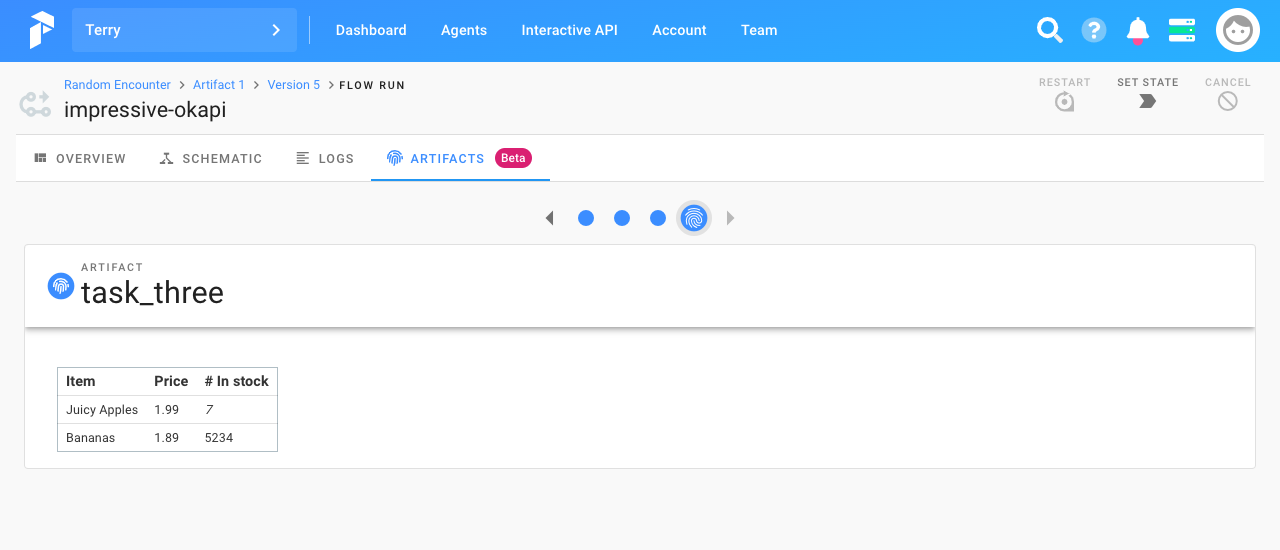 Terry Dashboard Agents Interactive API Account Team
Random Encounter > Artifact 1 > Version 5 > FLOW RUN
impressive-okapi
RESTART SET STATE CANCEL
OVERVIEW SCHEMATIC LOGS ARTIFACTS Beta
ARTIFACT
task_three
Item Price # In stock
Juicy Apples 1.99 7
Bananas 1.89 5234